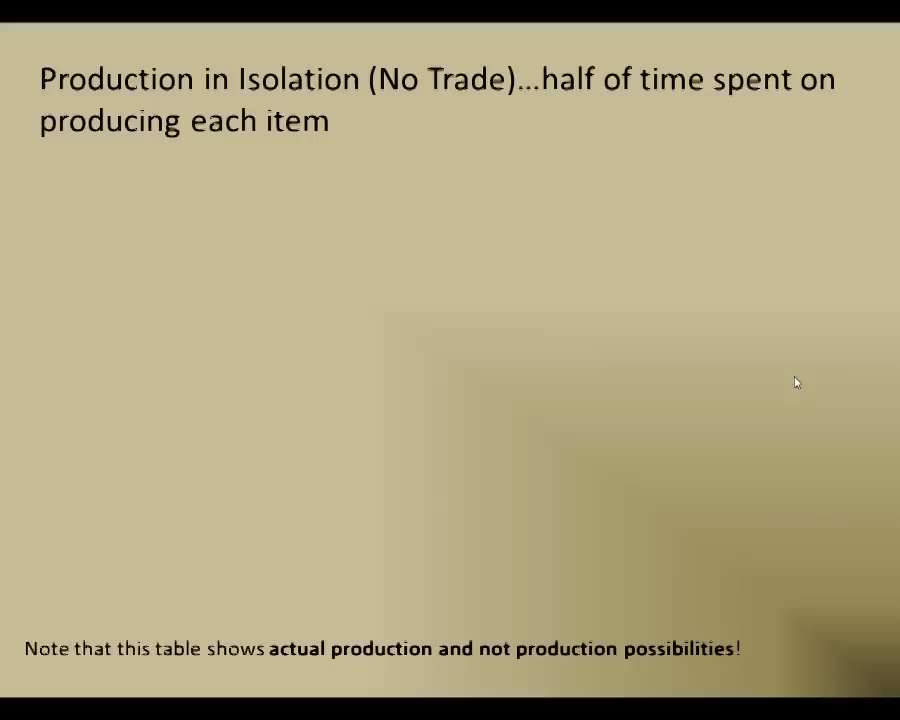 Production in Isolation (No Trade)...half of time spent on
producing each item
Note that this table shows actual production and not production possibilities!